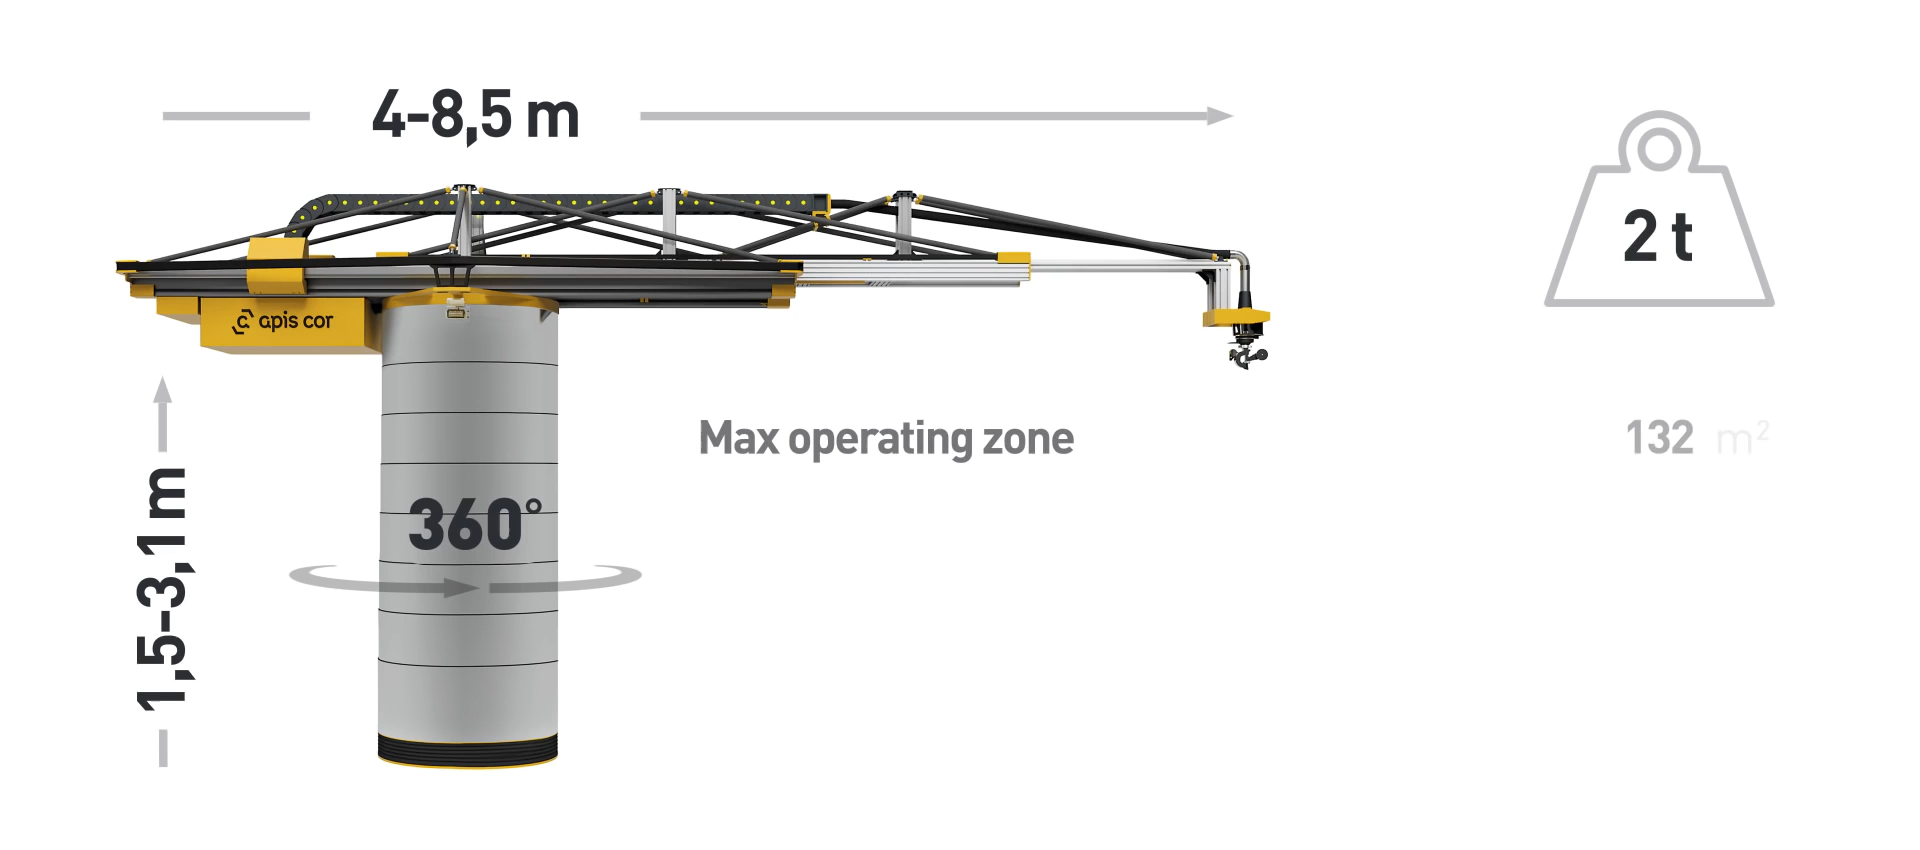 4-8,5 m
2 t
apis cor
Max operating zone
132 m²
360°
1,5-3,1 m